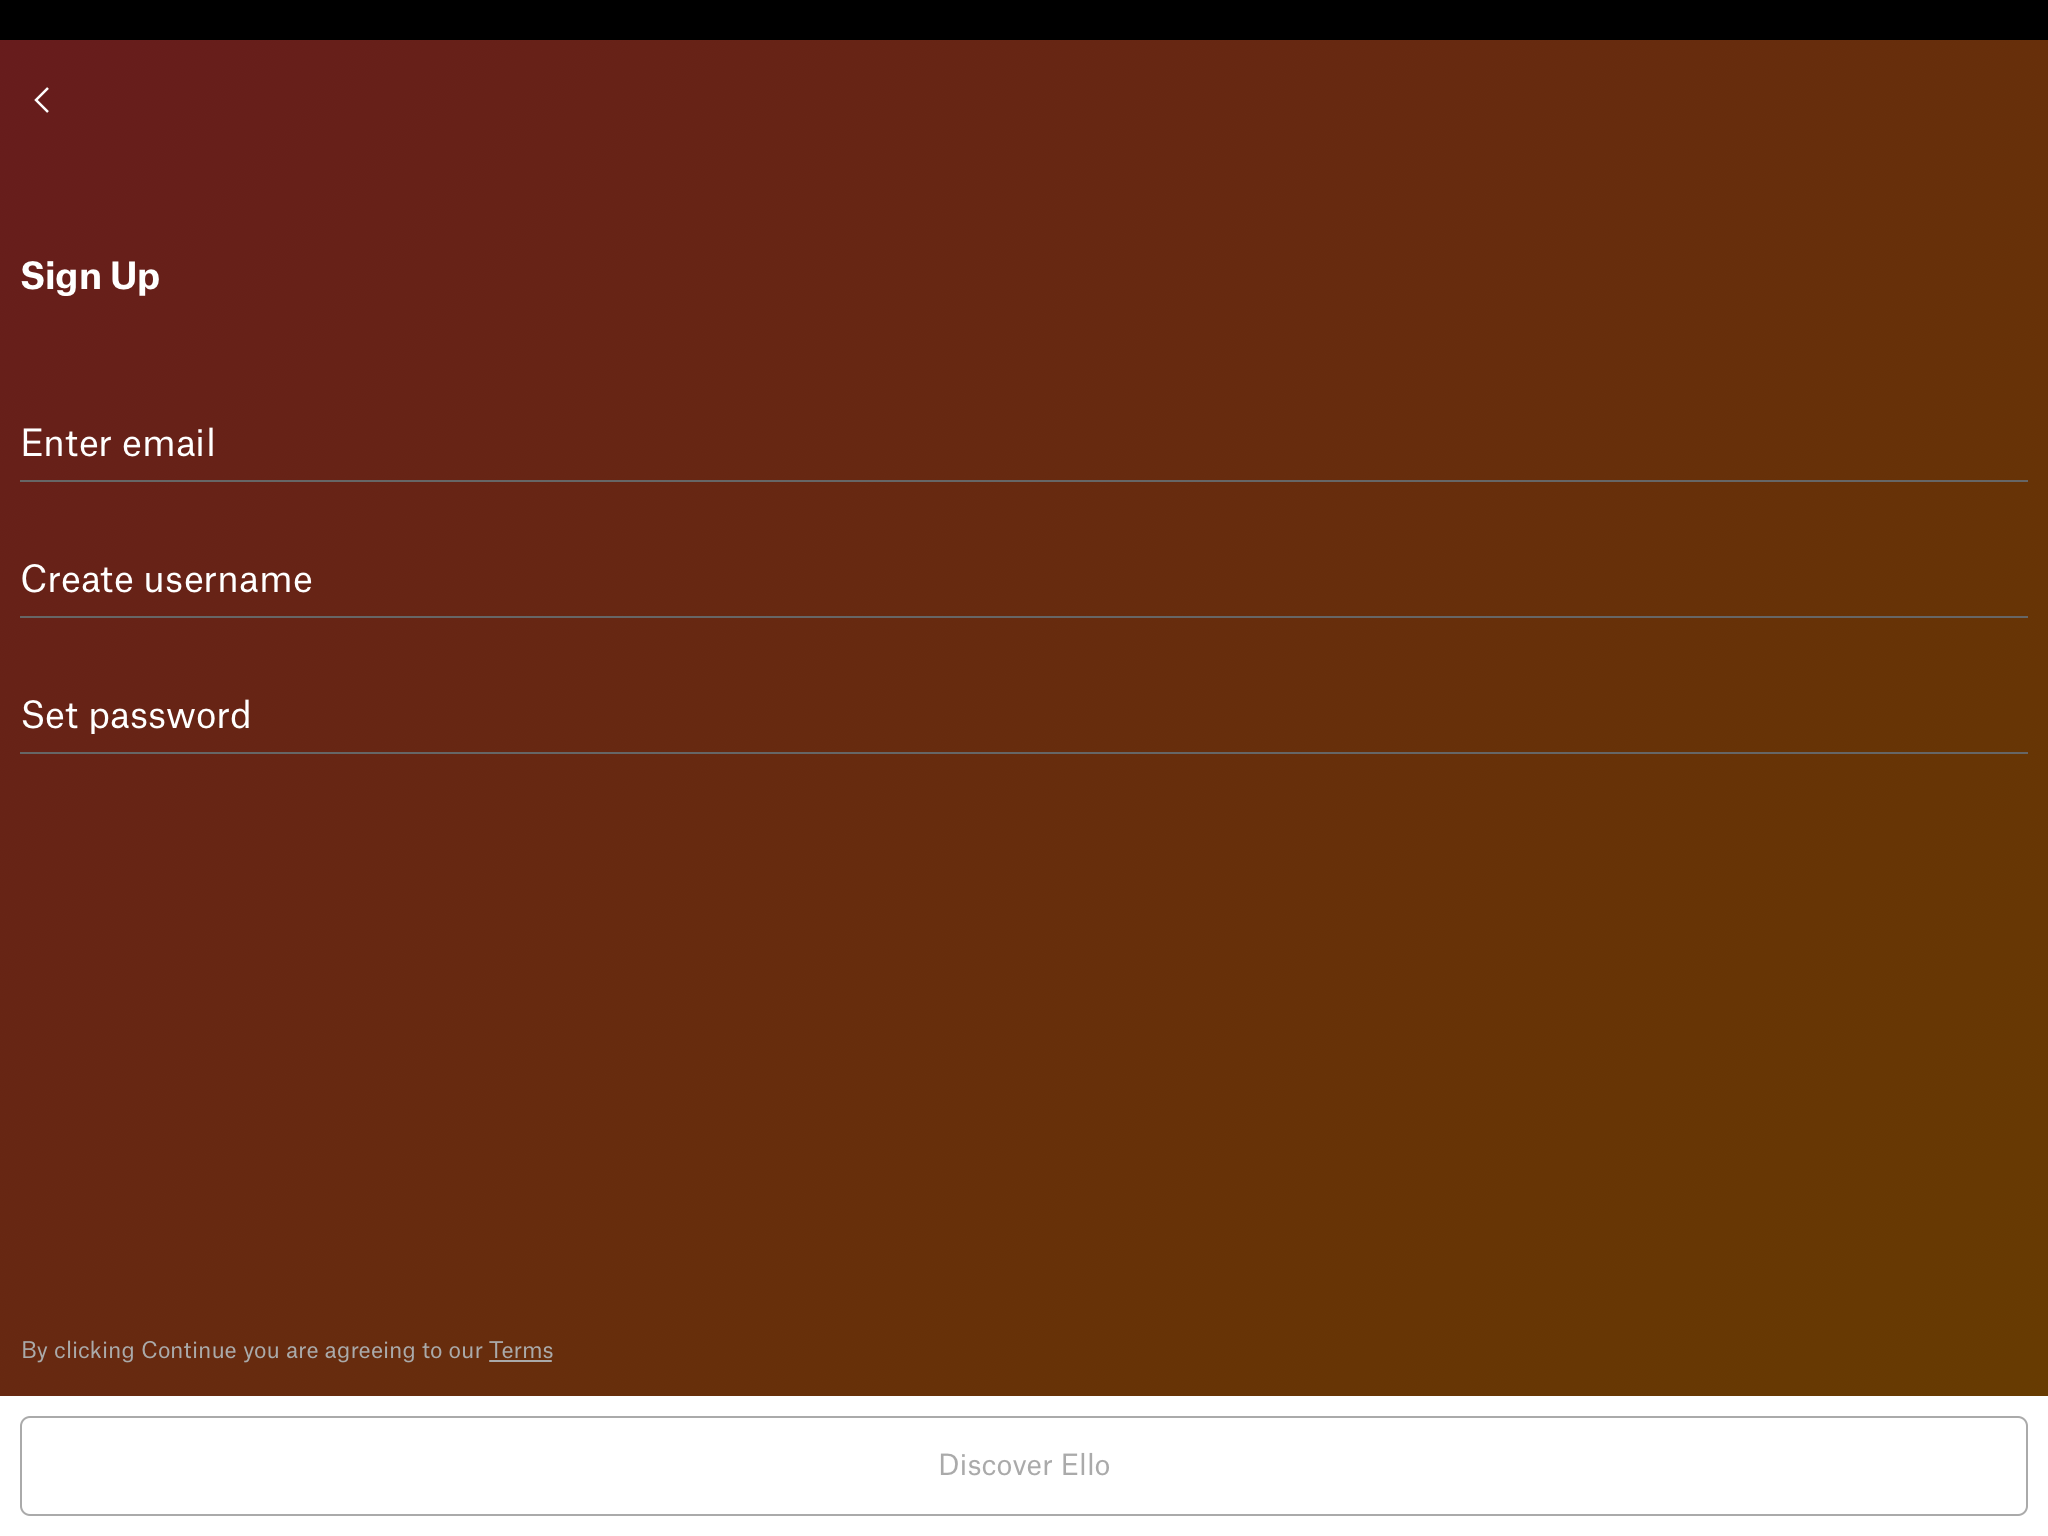 Sign Up
Enter email
Create username
Set password
By clicking Continue you are agreeing to our Terms
Discover Ello